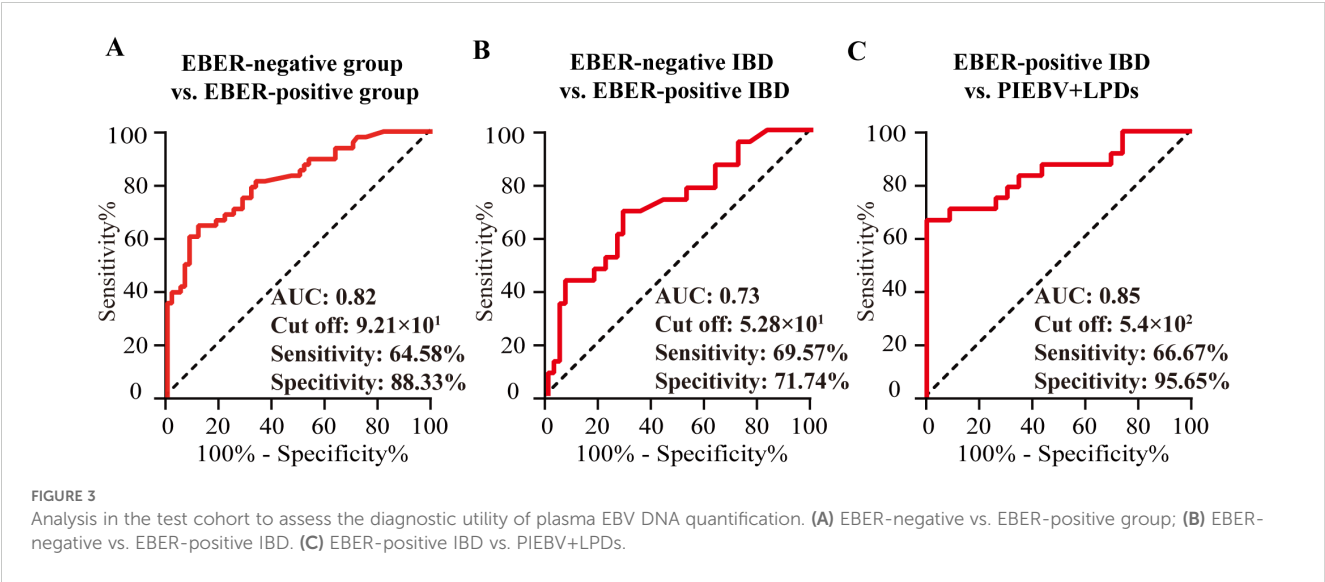 A
EBER-negative group
vs. EBER-positive group
Sensitivity%
100
80
60
40
20
0
0 20 40 60 80 100
100% - Specificity%
AUC: 0.82
Cut off: 9.21×10¹
Sensitivity: 64.58%
Specitivity: 88.33%
B
EBER-negative IBD
vs. EBER-positive IBD
Sensitivity%
100
80
60
40
20
0
0 20 40 60 80 100
100% - Specificity%
AUC: 0.73
Cut off: 5.28×10¹
Sensitivity: 69.57%
Specitivity: 71.74%
C
EBER-positive IBD
vs. PIEBV+LPDs
Sensitivity%
100
80
60
40
20
0
0 20 40 60 80 100
100% - Specificity%
AUC: 0.85
Cut off: 5.4×10²
Sensitivity: 66.67%
Specitivity: 95.65%
FIGURE 3
Analysis in the test cohort to assess the diagnostic utility of plasma EBV DNA quantification. (A) EBER-negative vs. EBER-positive group; (B) EBER-
negative vs. EBER-positive IBD. (C) EBER-positive IBD vs. PIEBV+LPDs.